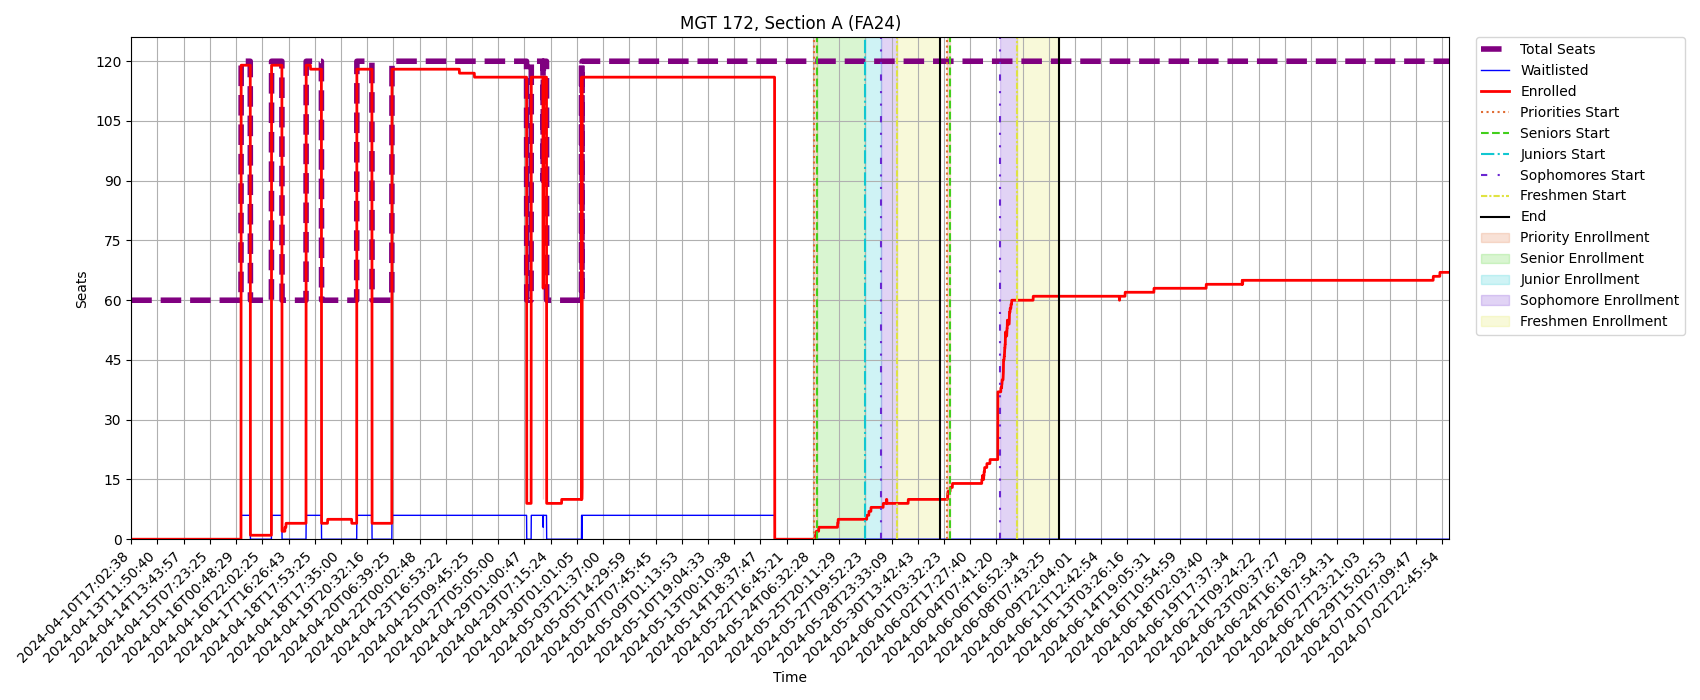 MGT 172, Section A (FA24)
Seats
120
105
90
75
60
45
30
15
0
2024-04-10T17:02:38
2024-04-13T11:50:40
2024-04-14T13:43:57
2024-04-15T07:23:25
2024-04-16T00:48:29
2024-04-16T22:02:25
2024-04-17T16:26:43
2024-04-18T17:53:25
2024-04-18T17:35:00
2024-04-19T20:32:16
2024-04-20T06:39:25
2024-04-22T00:02:48
2024-04-23T16:53:22
2024-04-25T09:45:25
2024-04-27T05:05:00
2024-04-29T01:00:47
2024-04-29T07:15:24
2024-04-30T01:01:05
2024-05-03T21:37:00
2024-05-05T14:29:59
2024-05-07T07:45:45
2024-05-09T01:13:53
2024-05-10T19:04:33
2024-05-13T00:10:38
2024-05-14T18:37:47
2024-05-22T16:45:21
2024-05-24T06:32:28
2024-05-25T20:11:29
2024-05-27T09:52:23
2024-05-28T23:33:09
2024-05-30T13:42:43
2024-06-01T03:32:23
2024-06-02T17:27:40
2024-06-04T07:41:20
2024-06-06T16:52:34
2024-06-08T07:43:25
2024-06-09T22:04:01
2024-06-11T12:42:54
2024-06-13T03:26:16
2024-06-14T19:05:31
2024-06-16T10:54:59
2024-06-18T02:03:40
2024-06-19T17:37:34
2024-06-21T09:24:22
2024-06-23T00:37:27
2024-06-24T16:18:29
2024-06-26T07:54:31
2024-06-27T23:21:03
2024-06-29T15:02:53
2024-07-01T07:09:47
2024-07-02T22:45:54
Time
Total Seats
Waitlisted
Enrolled
Priorities Start
Seniors Start
Juniors Start
Sophomores Start
Freshmen Start
End
Priority Enrollment
Senior Enrollment
Junior Enrollment
Sophomore Enrollment
Freshmen Enrollment